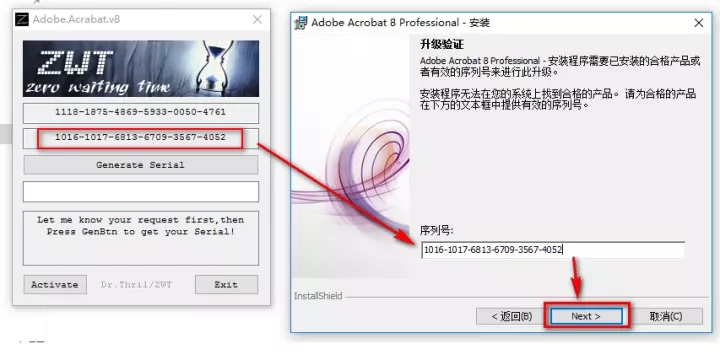 Adobe.Acrabat.v8
ZWT
zero waiting time
1118-1875-4869-5933-0050-4761
1016-1017-6813-6709-3567-4052
Generate Serial
Let me know your request first,then
Press GenBtn to get your Serial!
Activate
Dr.Thril/ZWT
Exit
Adobe Acrobat 8 Professional - 安装
升级验证
Adobe Acrobat 8 Professional - 安装程序需要已安装的合格产品或
者有效的序列号来进行此升级。
安装程序无法在您的系统上找到合格的产品。 请为合格的产品
在下方的文本框中提供有效的序列号。
序列号:
1016-1017-6813-6709-3567-4052
InstallShield
< 返回(B)
Next >
取消(C)